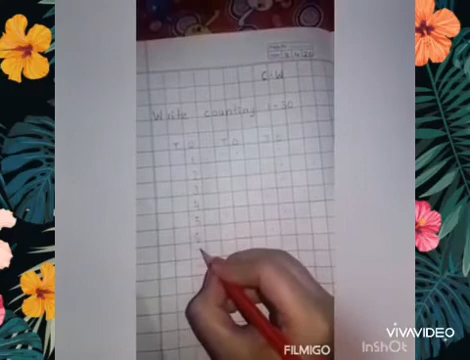 C.W
Write counting 1-30
T O T O T O
1
2
3
4
5
6
FILMIGO
VIVAVIDEO
InShOt